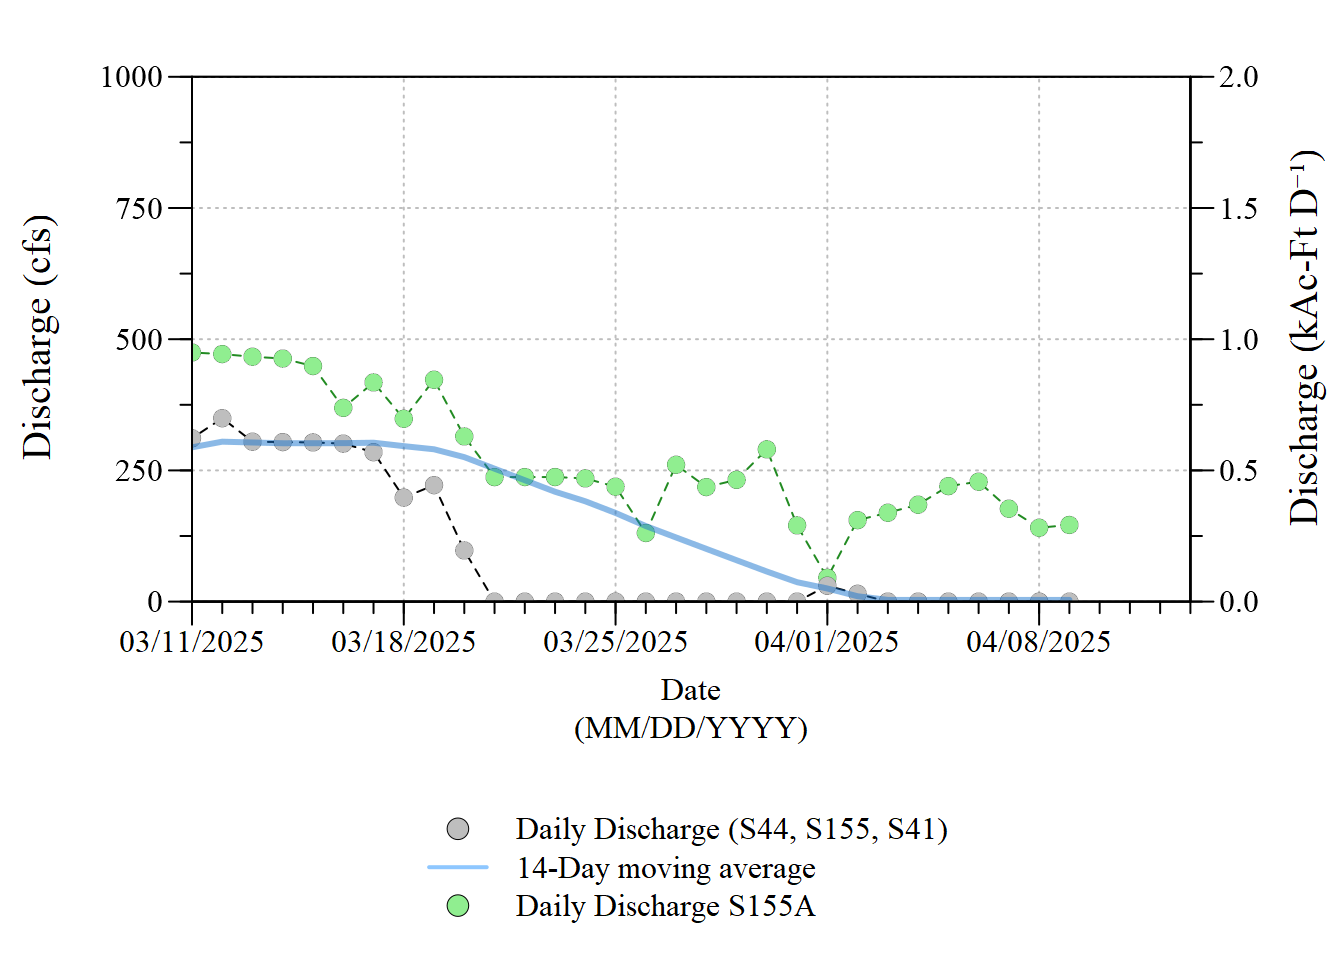 1000
750
500
250
0
Discharge (cfs)
2.0
1.5
1.0
0.5
0.0
Discharge (kAc-Ft D⁻¹)
03/11/2025 03/18/2025 03/25/2025 04/01/2025 04/08/2025
Date
(MM/DD/YYYY)
Daily Discharge (S44, S155, S41)
14-Day moving average
Daily Discharge S155A